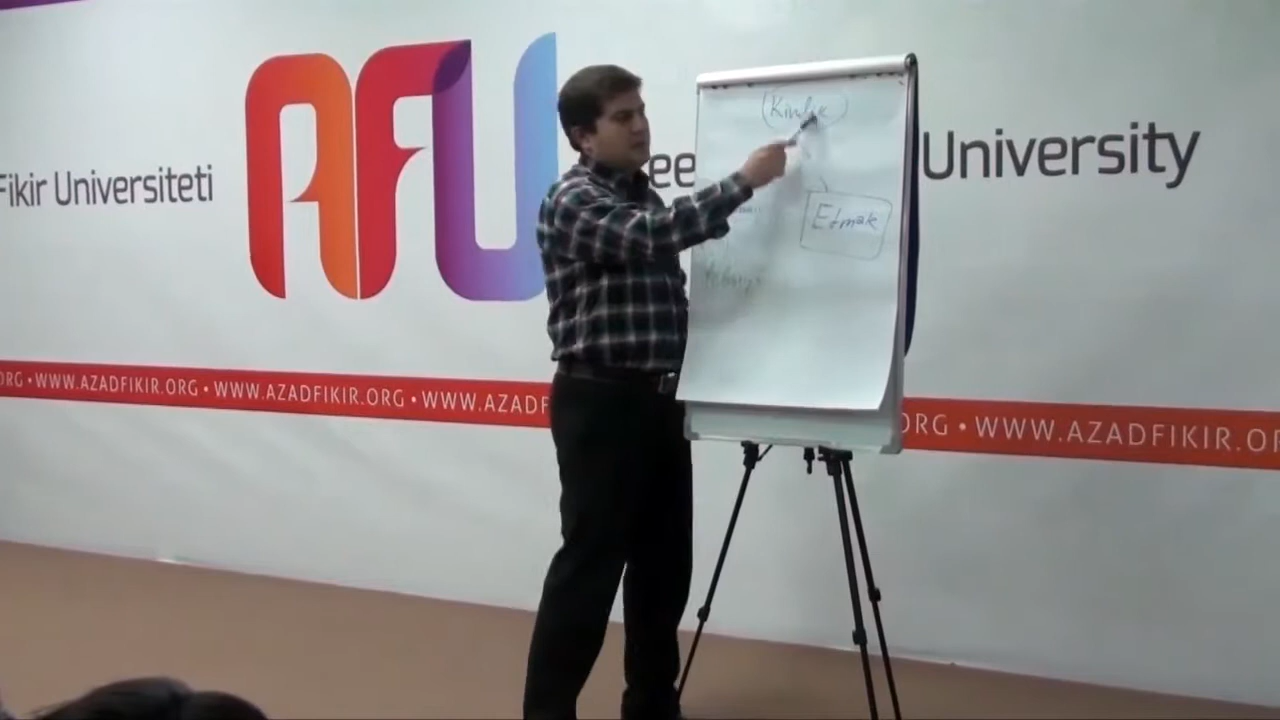 AFU
Fikir Universiteti
ee
University
Kimlik
Etmək
ORG • WWW.AZADFIKIR.ORG • WWW.AZADFIKIR.ORG • WWW.AZADF
ORG • WWW.AZADFIKIR.OR